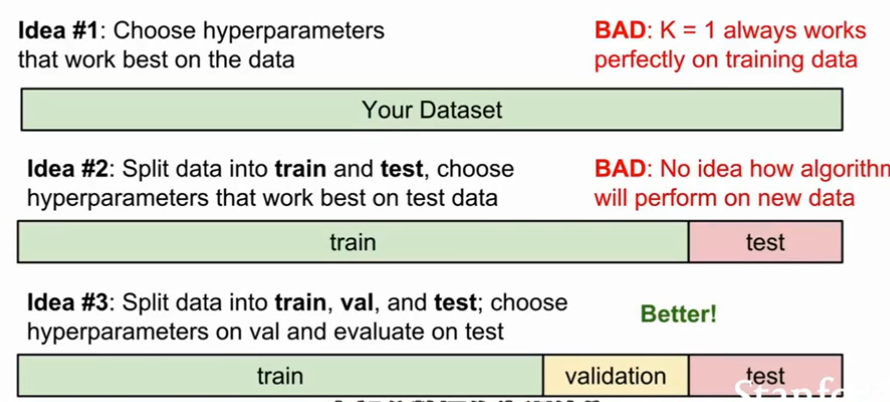 Idea #1: Choose hyperparameters
that work best on the data
BAD: K = 1 always works
perfectly on training data
Your Dataset
Idea #2: Split data into train and test, choose
hyperparameters that work best on test data
BAD: No idea how algorithm
will perform on new data
train
test
Idea #3: Split data into train, val, and test; choose
hyperparameters on val and evaluate on test
Better!
train
validation
test